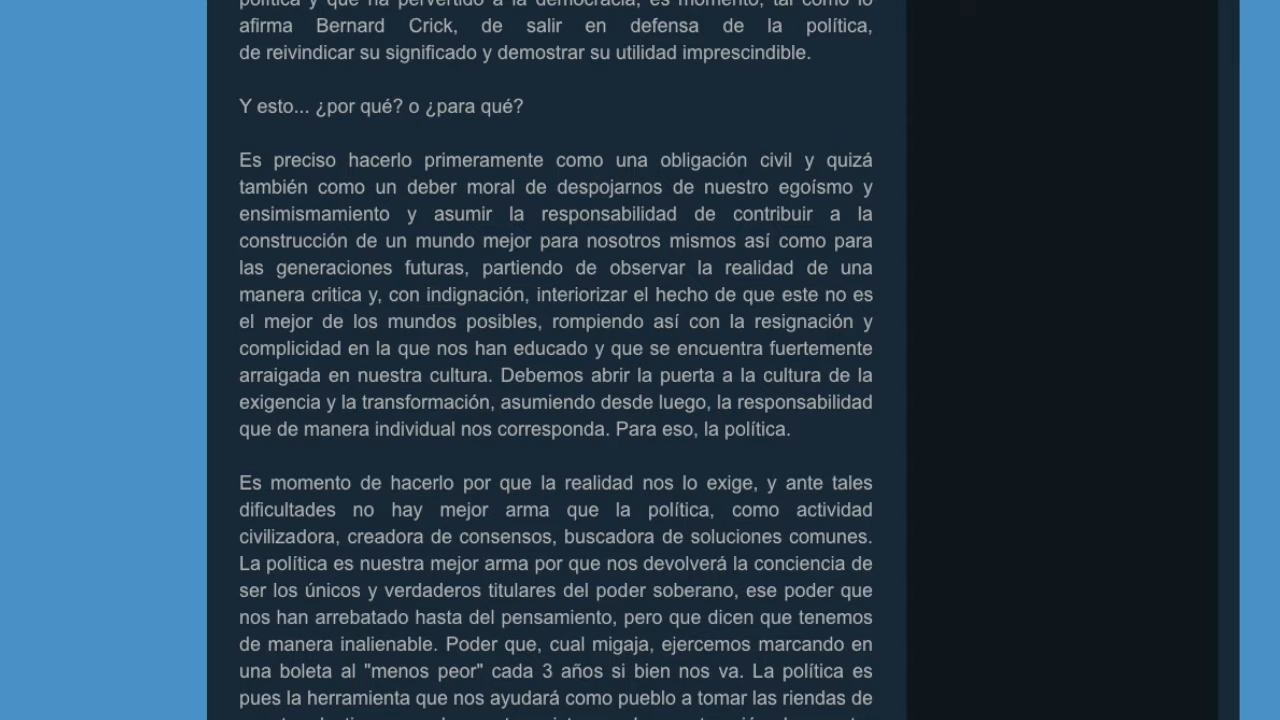 política y que ha pervertido a la democracia, es momento, tal como lo
afirma Bernard Crick, de salir en defensa de la política,
de reivindicar su significado y demostrar su utilidad imprescindible.
Y esto... ¿por qué? o ¿para qué?
Es preciso hacerlo primeramente como una obligación civil y quizá
también como un deber moral de despojarnos de nuestro egoísmo y
ensimismamiento y asumir la responsabilidad de contribuir a la
construcción de un mundo mejor para nosotros mismos así como para
las generaciones futuras, partiendo de observar la realidad de una
manera critica y, con indignación, interiorizar el hecho de que este no es
el mejor de los mundos posibles, rompiendo así con la resignación y
complicidad en la que nos han educado y que se encuentra fuertemente
arraigada en nuestra cultura. Debemos abrir la puerta a la cultura de la
exigencia y la transformación, asumiendo desde luego, la responsabilidad
que de manera individual nos corresponda. Para eso, la política.
Es momento de hacerlo por que la realidad nos lo exige, y ante tales
dificultades no hay mejor arma que la política, como actividad
civilizadora, creadora de consensos, buscadora de soluciones comunes.
La política es nuestra mejor arma por que nos devolverá la conciencia de
ser los únicos y verdaderos titulares del poder soberano, ese poder que
nos han arrebatado hasta del pensamiento, pero que dicen que tenemos
de manera inalienable. Poder que, cual migaja, ejercemos marcando en
una boleta al "menos peor" cada 3 años si bien nos va. La política es
pues la herramienta que nos ayudará como pueblo a tomar las riendas de